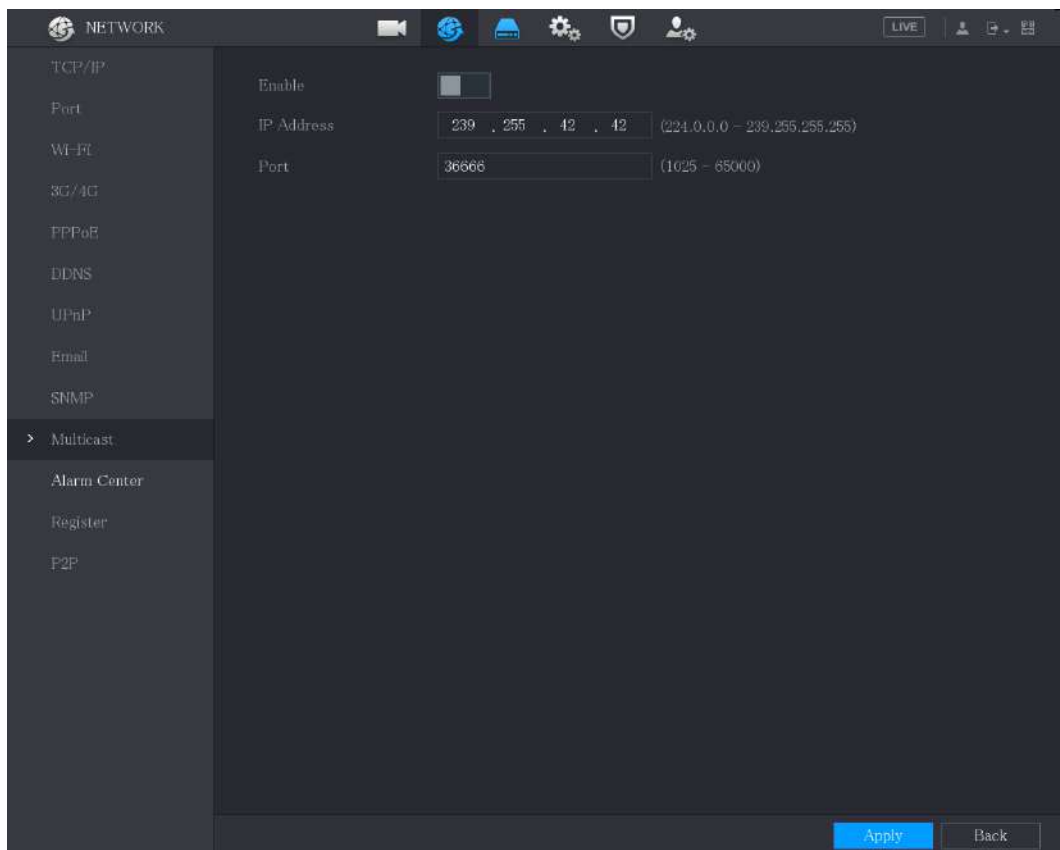 NETWORK
LIVE
TCP/IP
Port
Wi-Fi
3G/4G
PPPoE
DDNS
UPnP
Email
SNMP
> Multicast
Alarm Center
Register
P2P
Enable
IP Address 239 . 255 . 42 . 42 (224.0.0.0 - 239.255.255.255)
Port 36666 (1025 - 65000)
Apply Back